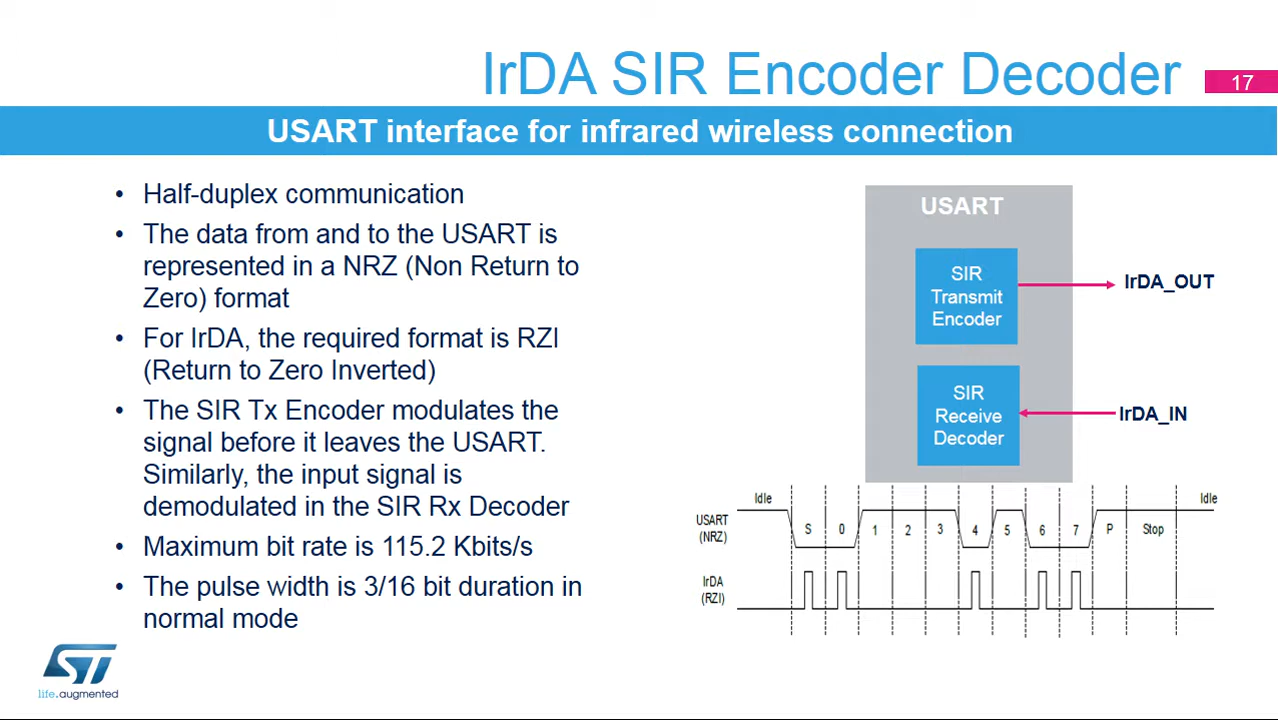 IrDA SIR Encoder Decoder
17
USART interface for infrared wireless connection
• Half-duplex communication
• The data from and to the USART is
represented in a NRZ (Non Return to
Zero) format
• For IrDA, the required format is RZI
(Return to Zero Inverted)
• The SIR Tx Encoder modulates the
signal before it leaves the USART.
Similarly, the input signal is
demodulated in the SIR Rx Decoder
• Maximum bit rate is 115.2 Kbits/s
• The pulse width is 3/16 bit duration in
normal mode
USART
SIR
Transmit
Encoder
IrDA_OUT
SIR
Receive
Decoder
IrDA_IN
Idle
Idle
USART
(NRZ)
S 0 1 2 3 4 5 6 7 P Stop
IrDA
(RZI)
ST
life.augmented